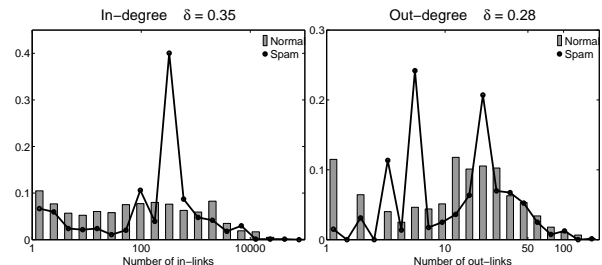 In-degree δ = 0.35
0.4
0.3
0.2
0.1
0
1
100
10000
Number of in-links
Normal
Spam
Out-degree δ = 0.28
0.3
0.2
0.1
0
1
10
50
100
Number of out-links
Normal
Spam